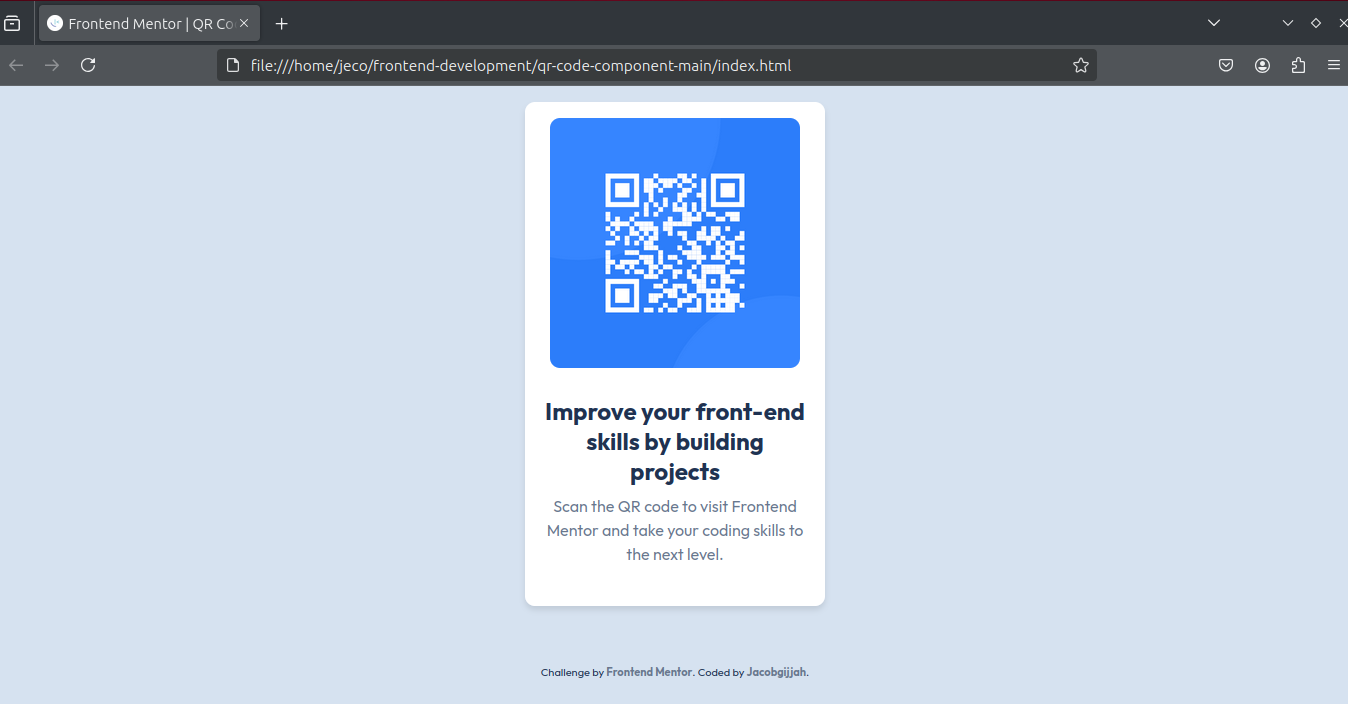 Frontend Mentor | QR Co
file:///home/jeco/frontend-development/qr-code-component-main/index.html
Improve your front-end
skills by building
projects
Scan the QR code to visit Frontend
Mentor and take your coding skills to
the next level.
Challenge by Frontend Mentor. Coded by Jacobgijjah.